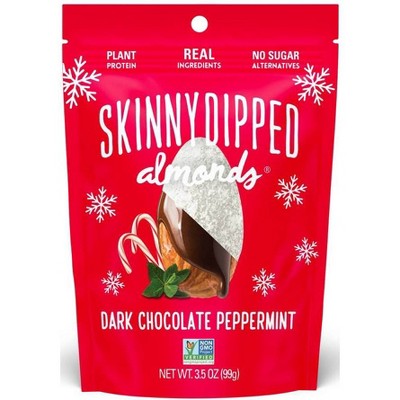 PLANT
PROTEIN
REAL
INGREDIENTS
NO SUGAR
ALTERNATIVES
SKINNYDIPPED
almonds®
DARK CHOCOLATE PEPPERMINT
NON
GMO
VERIFIED
NET WT. 3.5 OZ (99g)